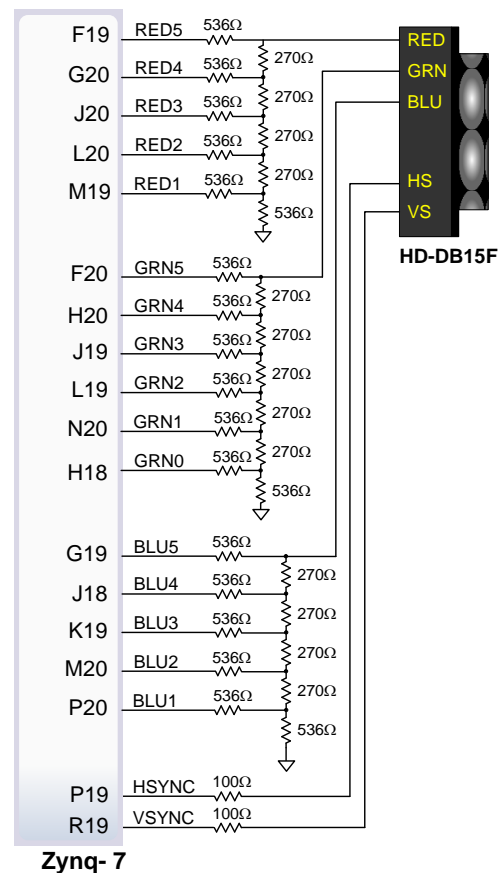 F19 RED5 536Ω RED
270Ω
G20 RED4 536Ω GRN
270Ω
J20 RED3 536Ω BLU
270Ω
L20 RED2 536Ω
270Ω
M19 RED1 536Ω HS
536Ω VS
HD-DB15F
F20 GRN5 536Ω
270Ω
H20 GRN4 536Ω
270Ω
J19 GRN3 536Ω
270Ω
L19 GRN2 536Ω
270Ω
N20 GRN1 536Ω
270Ω
H18 GRN0 536Ω
536Ω
G19 BLU5 536Ω
270Ω
J18 BLU4 536Ω
270Ω
K19 BLU3 536Ω
270Ω
M20 BLU2 536Ω
270Ω
P20 BLU1 536Ω
536Ω
P19 HSYNC 100Ω
R19 VSYNC 100Ω
Zynq- 7